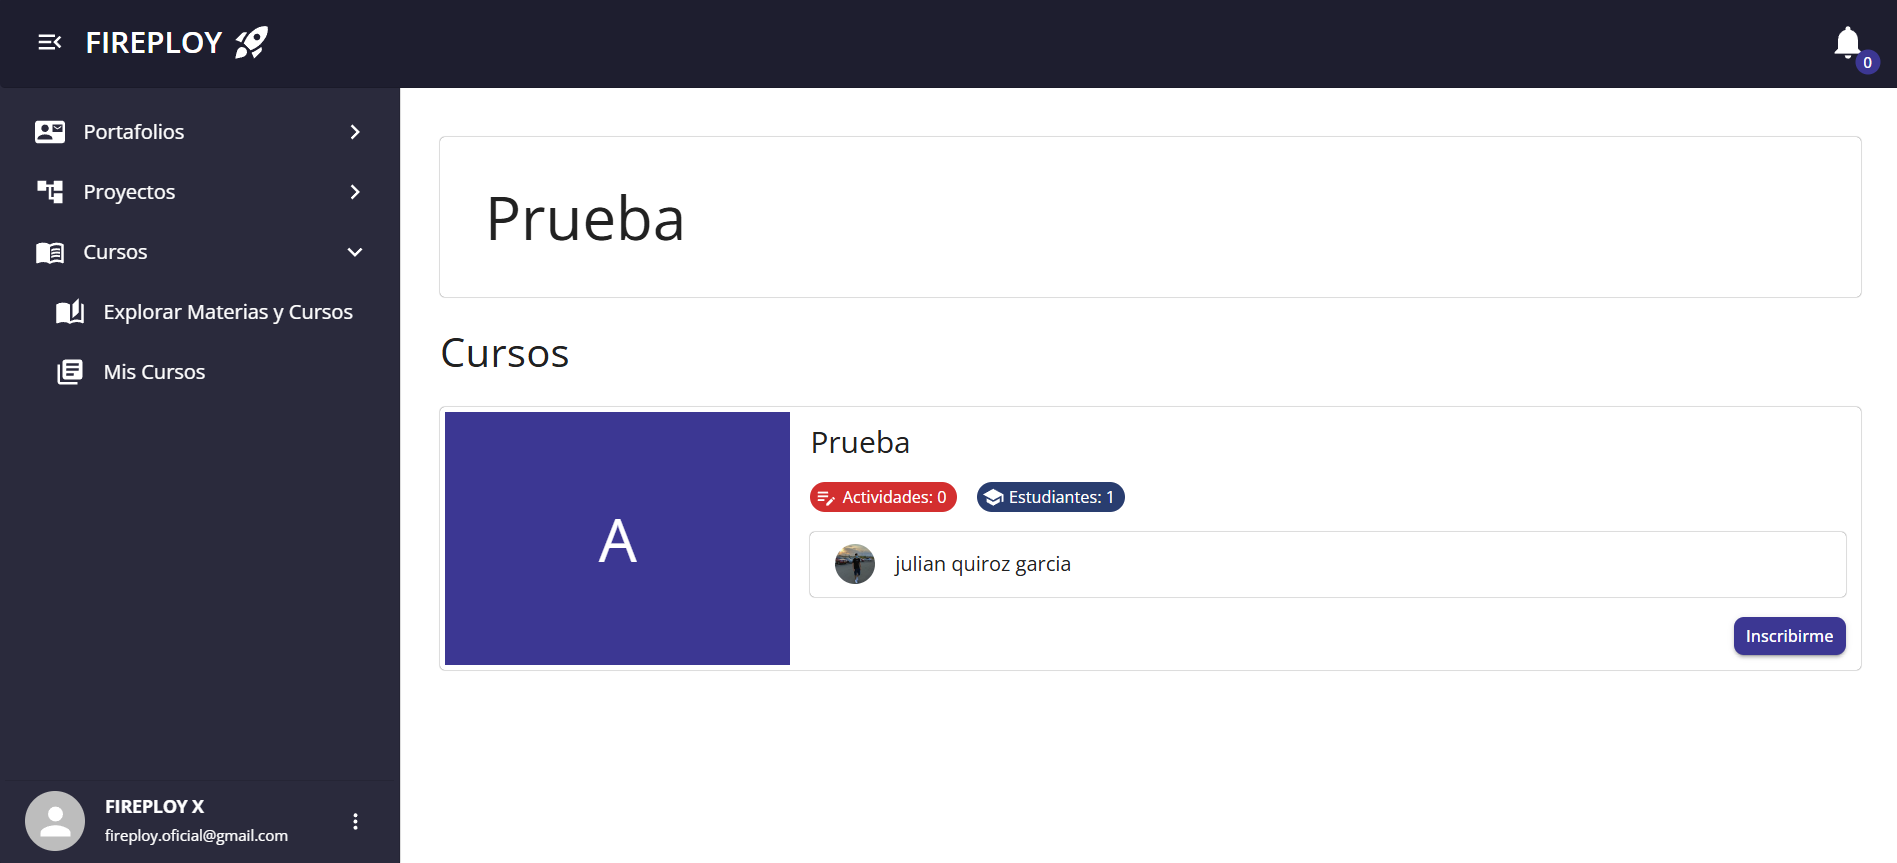 FIREPLOY
0
Portafolios
Proyectos
Cursos
Explorar Materias y Cursos
Mis Cursos
FIREPLOY X
fireploy.oficial@gmail.com
Prueba
Cursos
A
Prueba
Actividades: 0
Estudiantes: 1
julian quiroz garcia
Inscribirme